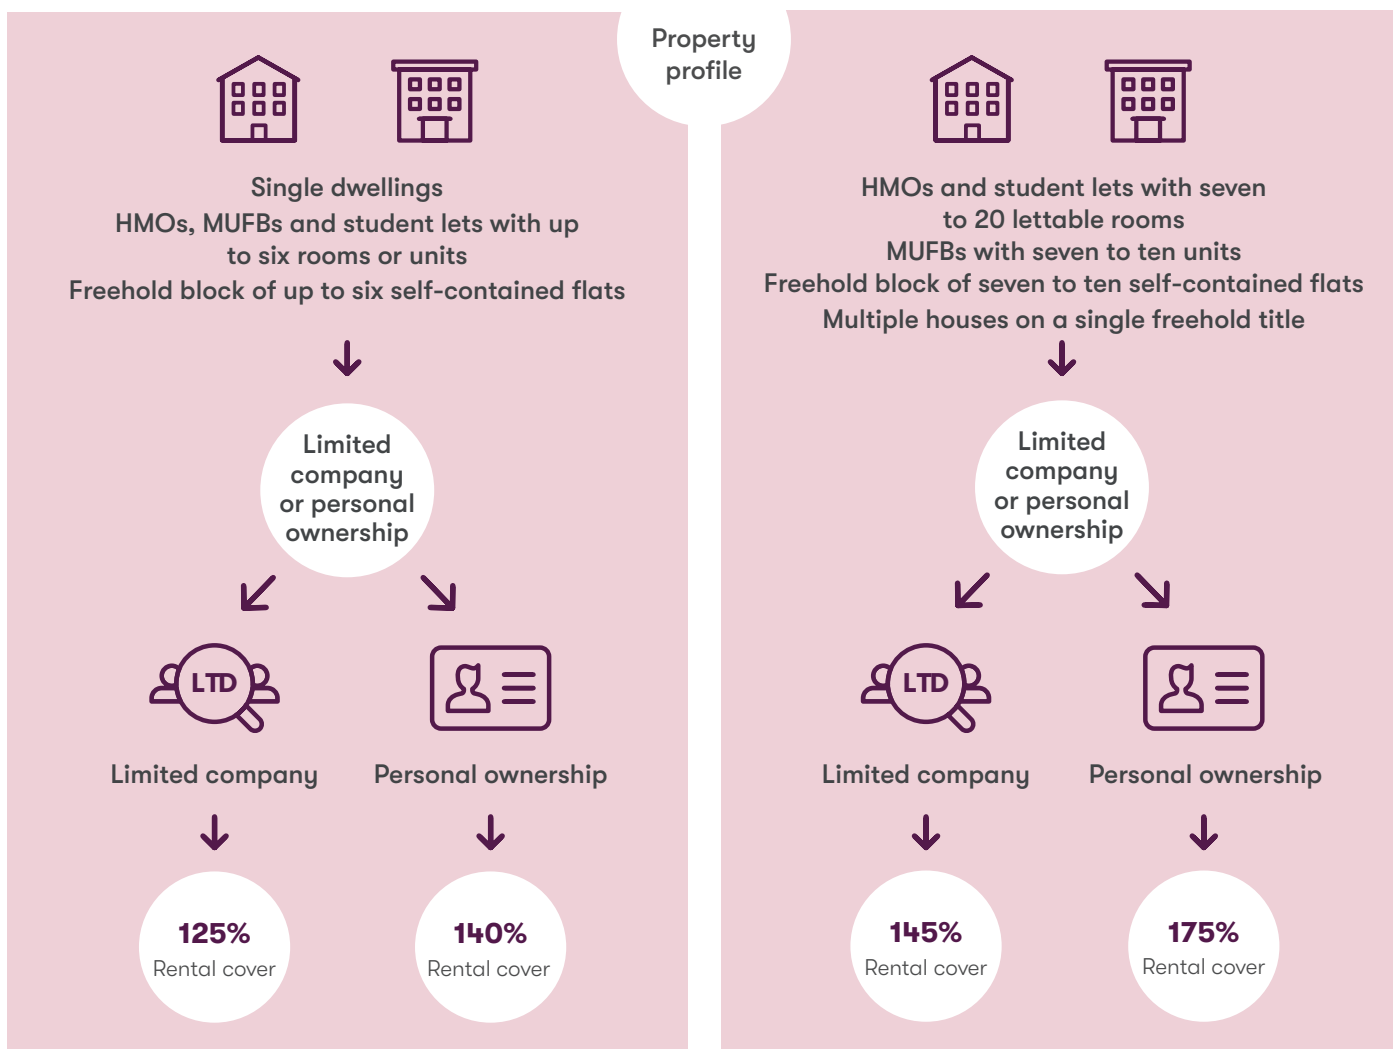 Property
profile
Single dwellings
HMOs, MUFBs and student lets with up
to six rooms or units
Freehold block of up to six self-contained flats
Limited
company
or personal
ownership
LTD
Limited company
Personal ownership
125%
Rental cover
140%
Rental cover
HMOs and student lets with seven
to 20 lettable rooms
MUFBs with seven to ten units
Freehold block of seven to ten self-contained flats
Multiple houses on a single freehold title
Limited
company
or personal
ownership
LTD
Limited company
Personal ownership
145%
Rental cover
175%
Rental cover